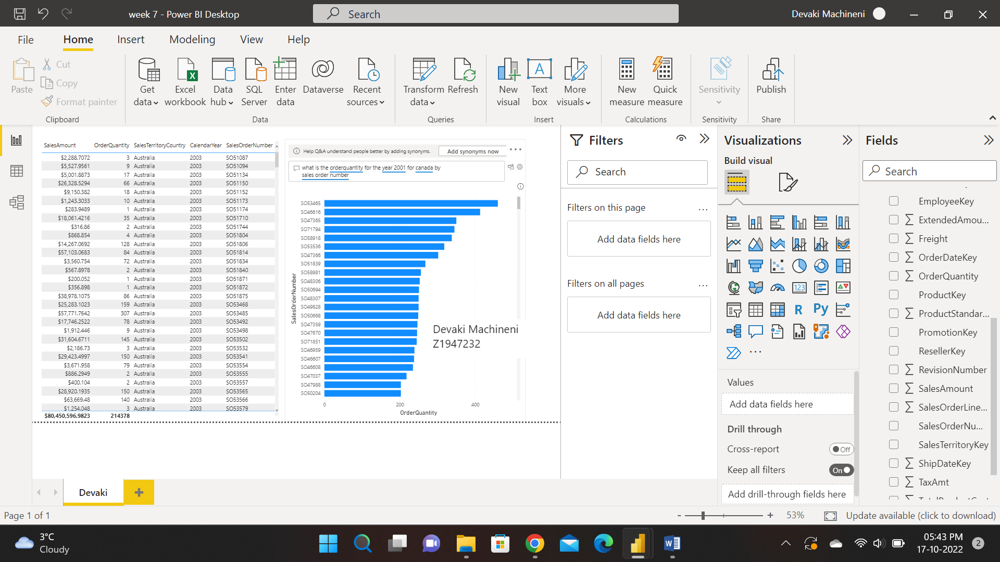 week 7 - Power BI Desktop
Search
Devaki Machineni
File Home Insert Modeling View Help
Paste
Cut
Copy
Format painter
Clipboard
Get data
Excel workbook
Data hub
SQL Server
Enter data
Dataverse
Recent sources
Data
Transform data
Refresh
Queries
New visual
A
Text box
More visuals
Insert
New measure
Quick measure
Calculations
Sensitivity
Sensitivity
Publish
Share
SalesAmount OrderQuantity SalesTerritoryCountry CalendarYear SalesOrderNumber
$2,288.7072 3 Australia 2003 SO51087
$5,527.9561 9 Australia 2003 SO51094
$5,001.8873 17 Australia 2003 SO51134
$26,328.5294 66 Australia 2003 SO51150
$9,150.382 18 Australia 2003 SO51152
$1,243.3033 10 Australia 2003 SO51173
$283.9489 1 Australia 2003 SO51174
$18,061.4216 35 Australia 2003 SO51710
$316.86 2 Australia 2003 SO51744
$868.854 4 Australia 2003 SO51804
$14,267.0692 128 Australia 2003 SO51806
$57,103.0683 84 Australia 2003 SO51814
$3,560.754 72 Australia 2003 SO51834
$567.8978 2 Australia 2003 SO51840
$200.052 1 Australia 2003 SO51871
$356.898 1 Australia 2003 SO51872
$38,978.1075 86 Australia 2003 SO51875
$25,283.1023 159 Australia 2003 SO53468
$57,771.7642 307 Australia 2003 SO53485
$17,746.2522 78 Australia 2003 SO53492
$1,912.446 9 Australia 2003 SO53498
$31,604.6711 145 Australia 2003 SO53502
$2,186.73 3 Australia 2003 SO53532
$29,423.4997 150 Australia 2003 SO53541
$3,671.958 79 Australia 2003 SO53554
$886.2949 2 Australia 2003 SO53555
$400.104 2 Australia 2003 SO53557
$28,920.1935 150 Australia 2003 SO53565
$63,669.48 140 Australia 2003 SO53566
$1,254.048 3 Australia 2003 SO53579
$80,450,596.9823 214378
Help Q&A understand people better by adding synonyms.
Add synonyms now
what is the orderquantity for the year 2001 for canada by
sales order number
SalesOrderNumber
SO53465
SO46616
SO47365
SO71794
SO58918
SO53536
SO47366
SO51839
SO58981
SO48306
SO50694
SO48307
SO49828
SO50668
SO47359
SO47670
SO71851
SO46959
SO46607
SO46608
SO47037
SO47988
SO50204
0 200 400
OrderQuantity
Devaki Machineni
Z1947232
Filters
Search
Filters on this page
Add data fields here
Filters on all pages
Add data fields here
Visualizations
Build visual
123
R
Py
Values
Add data fields here
Drill through
Cross-report
Off
Keep all filters
On
Add drill-through fields here
Fields
Search
EmployeeKey
ExtendedAmou...
Freight
OrderDateKey
OrderQuantity
ProductKey
ProductStandar...
PromotionKey
ResellerKey
RevisionNumber
SalesAmount
SalesOrderLine...
SalesOrderNu...
SalesTerritoryKey
ShipDateKey
TaxAmt
Devaki
Page 1 of 1
53%
Update available (click to download)
3°C
Cloudy
05:43 PM
17-10-2022
2